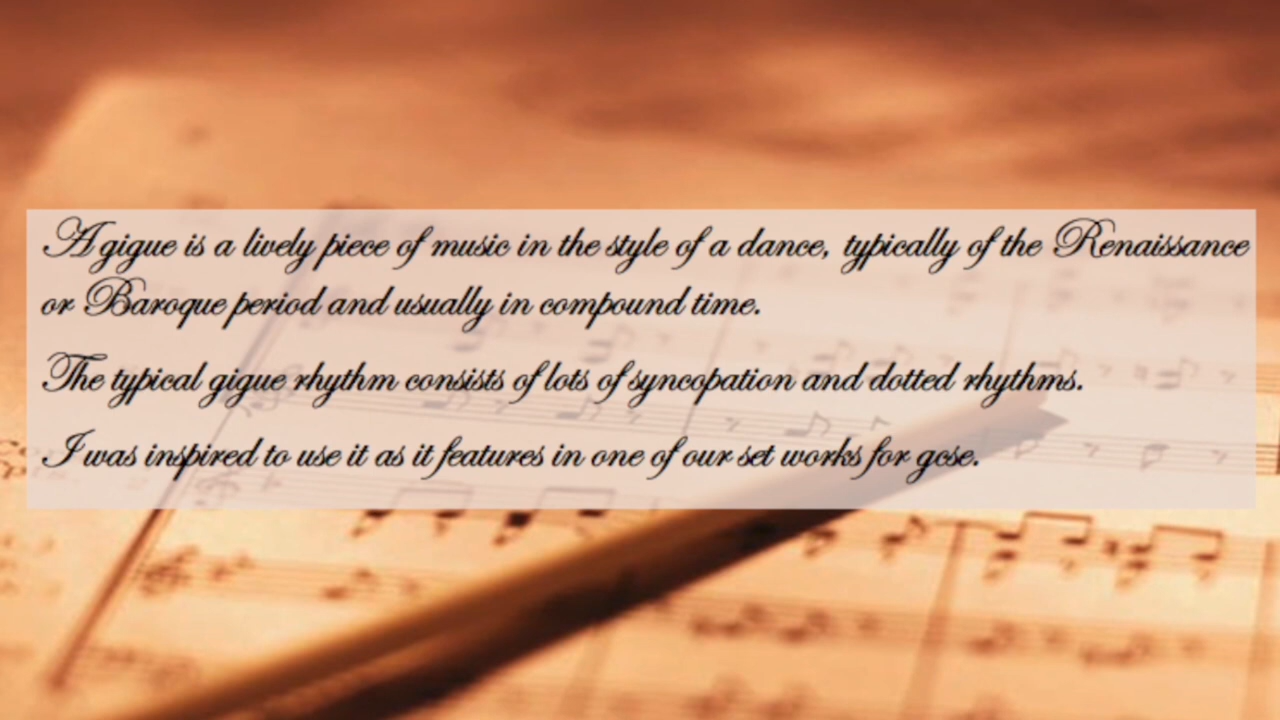 A gigue is a lively piece of music in the style of a dance, typically of the Renaissance
or Baroque period and usually in compound time.
The typical gigue rhythm consists of lots of syncopation and dotted rhythms.
I was inspired to use it as it features in one of our set works for gcse.